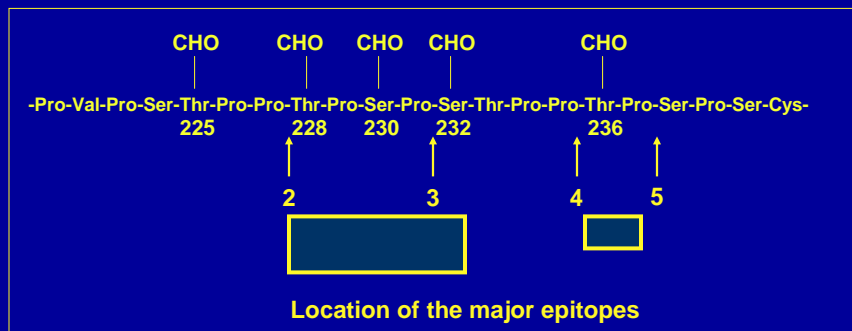 CHO CHO CHO CHO CHO
-Pro-Val-Pro-Ser-Thr-Pro-Pro-Thr-Pro-Ser-Pro-Ser-Thr-Pro-Pro-Thr-Pro-Ser-Pro-Ser-Cys-
225 228 230 232 236
2 3 4 5
Location of the major epitopes